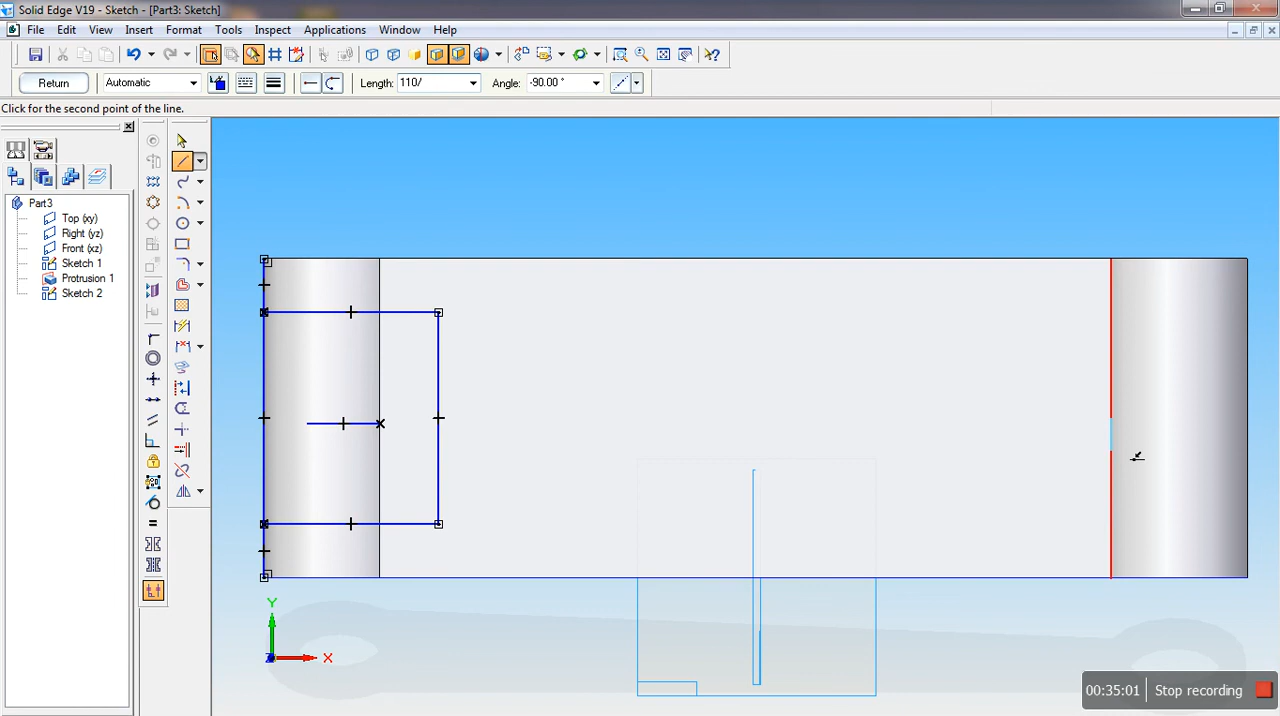 Solid Edge V19 - Sketch - [Part3: Sketch]
File Edit View Insert Format Tools Inspect Applications Window Help
Return Automatic Length: 110/ Angle: -90.00 °
Click for the second point of the line.
Part3
Top (xy)
Right (yz)
Front (xz)
Sketch 1
Protrusion 1
Sketch 2
Y
X
Z
00:35:01 Stop recording